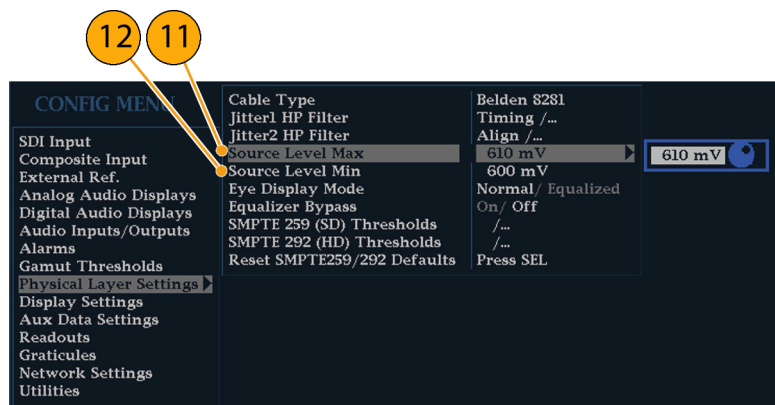 12 11
CONFIG MENU
SDI Input
Composite Input
External Ref.
Analog Audio Displays
Digital Audio Displays
Audio Inputs/Outputs
Alarms
Gamut Thresholds
Physical Layer Settings
Display Settings
Aux Data Settings
Readouts
Graticules
Network Settings
Utilities
Cable Type Belden 8281
Jitter1 HP Filter Timing /...
Jitter2 HP Filter Align /...
Source Level Max 610 mV 610 mV
Source Level Min 600 mV
Eye Display Mode Normal/ Equalized
Equalizer Bypass On/ Off
SMPTE 259 (SD) Thresholds /...
SMPTE 292 (HD) Thresholds /...
Reset SMPTE259/292 Defaults Press SEL